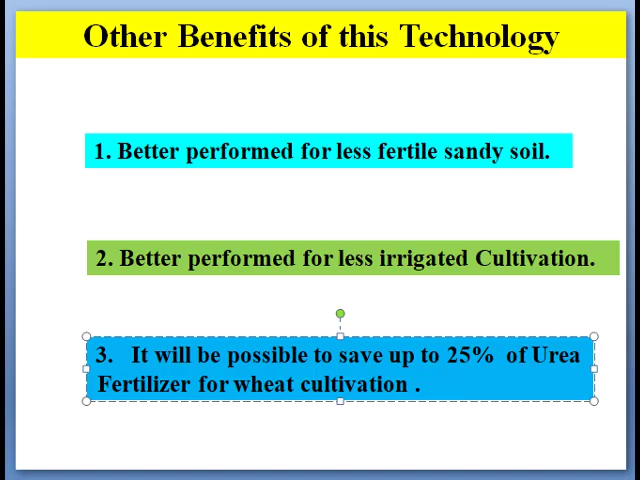 Other Benefits of this Technology
1. Better performed for less fertile sandy soil.
2. Better performed for less irrigated Cultivation.
3. It will be possible to save up to 25% of Urea
Fertilizer for wheat cultivation .